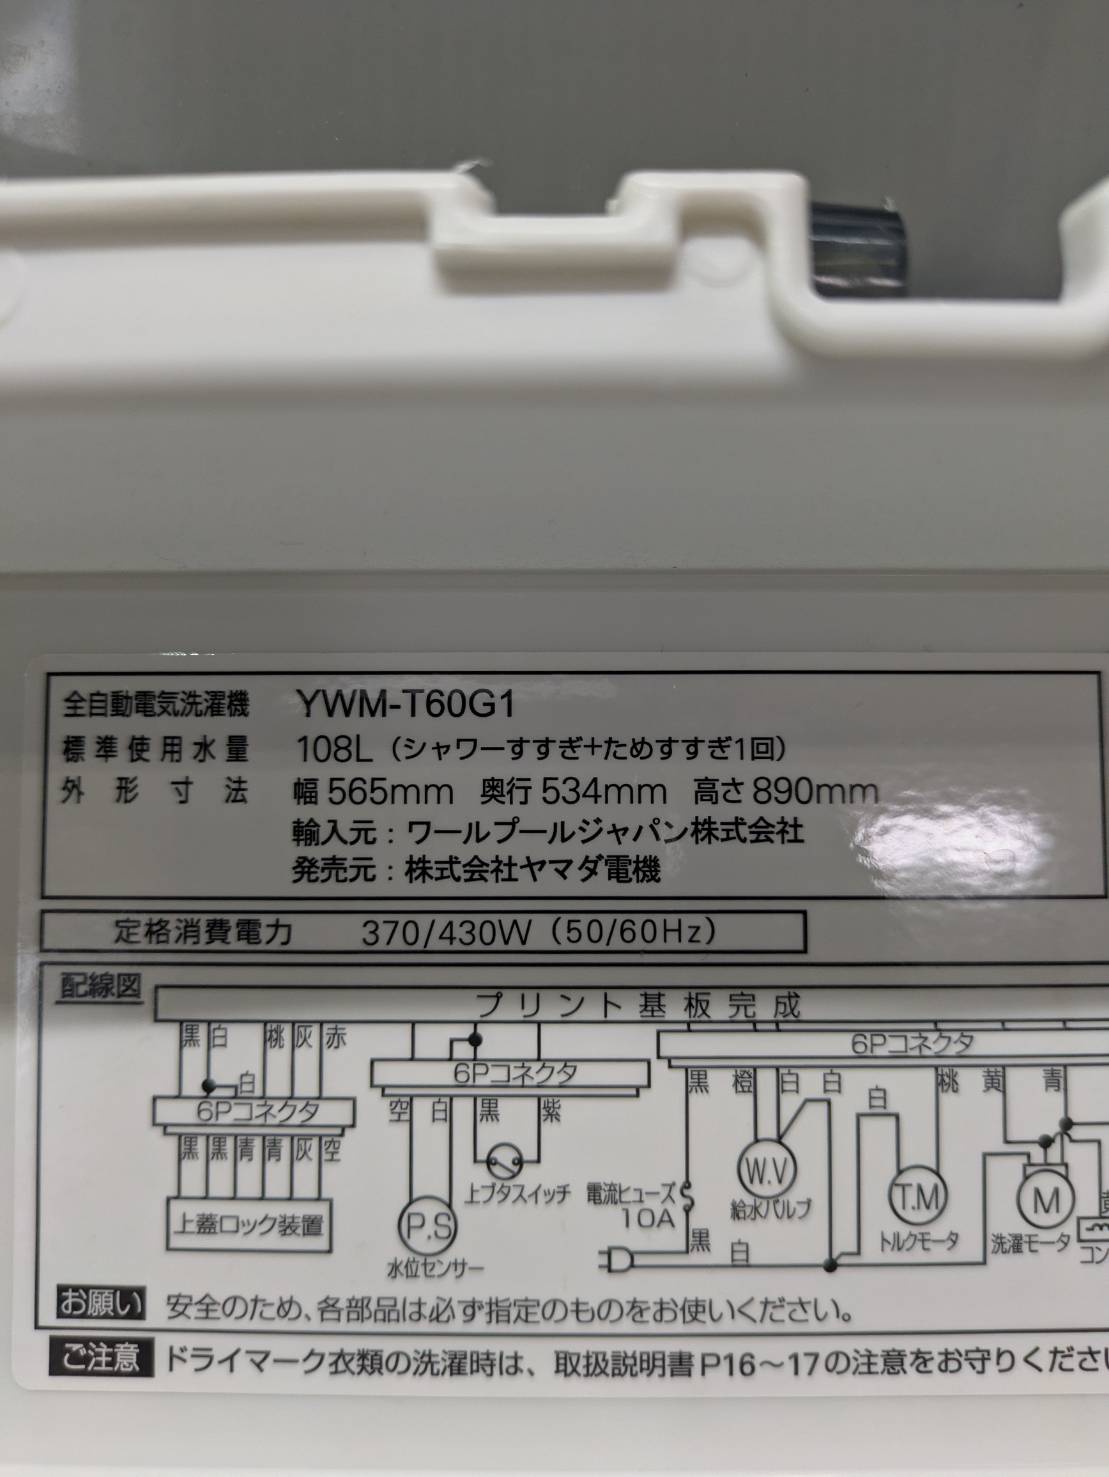 全自動電気洗濯機 YWM-T60G1
標準使用水量 108L（シャワーすすぎ+ためすすぎ1回）
外形寸法 幅565mm 奥行534mm 高さ890mm
輸入元：ワールプールジャパン株式会社
発売元：株式会社ヤマダ電機
定格消費電力 370/430W（50/60Hz）
配線図
プリント基板完成
黒 白 桃 灰 赤
6Pコネクタ
6Pコネクタ
白
黒 橙 白 白 白 桃 黄 青
6Pコネクタ
空 白 黒 紫
黒 黒 青 青 灰 空
上ブタスイッチ
電流ヒューズ
10A
W.V
給水バルブ
T.M
トルクモータ
M
洗濯モータ
上蓋ロック装置
P.S
水位センサー
黒
白
コン
お願い 安全のため、各部品は必ず指定のものをお使いください。
ご注意 ドライマーク衣類の洗濯時は、取扱説明書P16～17の注意をお守りくださ